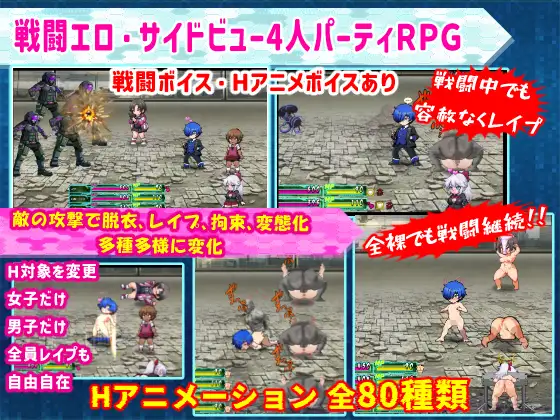 戦闘エロ・サイドビュー4人パーティRPG
戦闘ボイス・Hアニメボイスあり
戦闘中でも
容赦なくレイプ
敵の攻撃で脱衣、レイプ、拘束、変態化
多種多様に変化
全裸でも戦闘継続!!
H対象を変更
女子だけ
男子だけ
全員レイプも
自由自在
Hアニメーション 全80種類